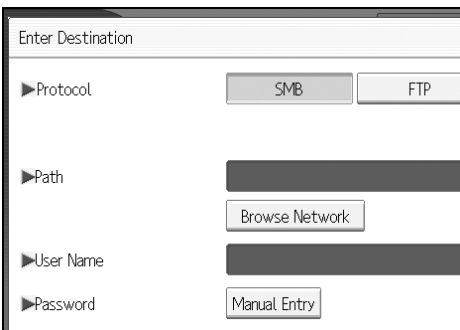 Enter Destination
▶Protocol SMB FTP
▶Path
Browse Network
▶User Name
▶Password Manual Entry